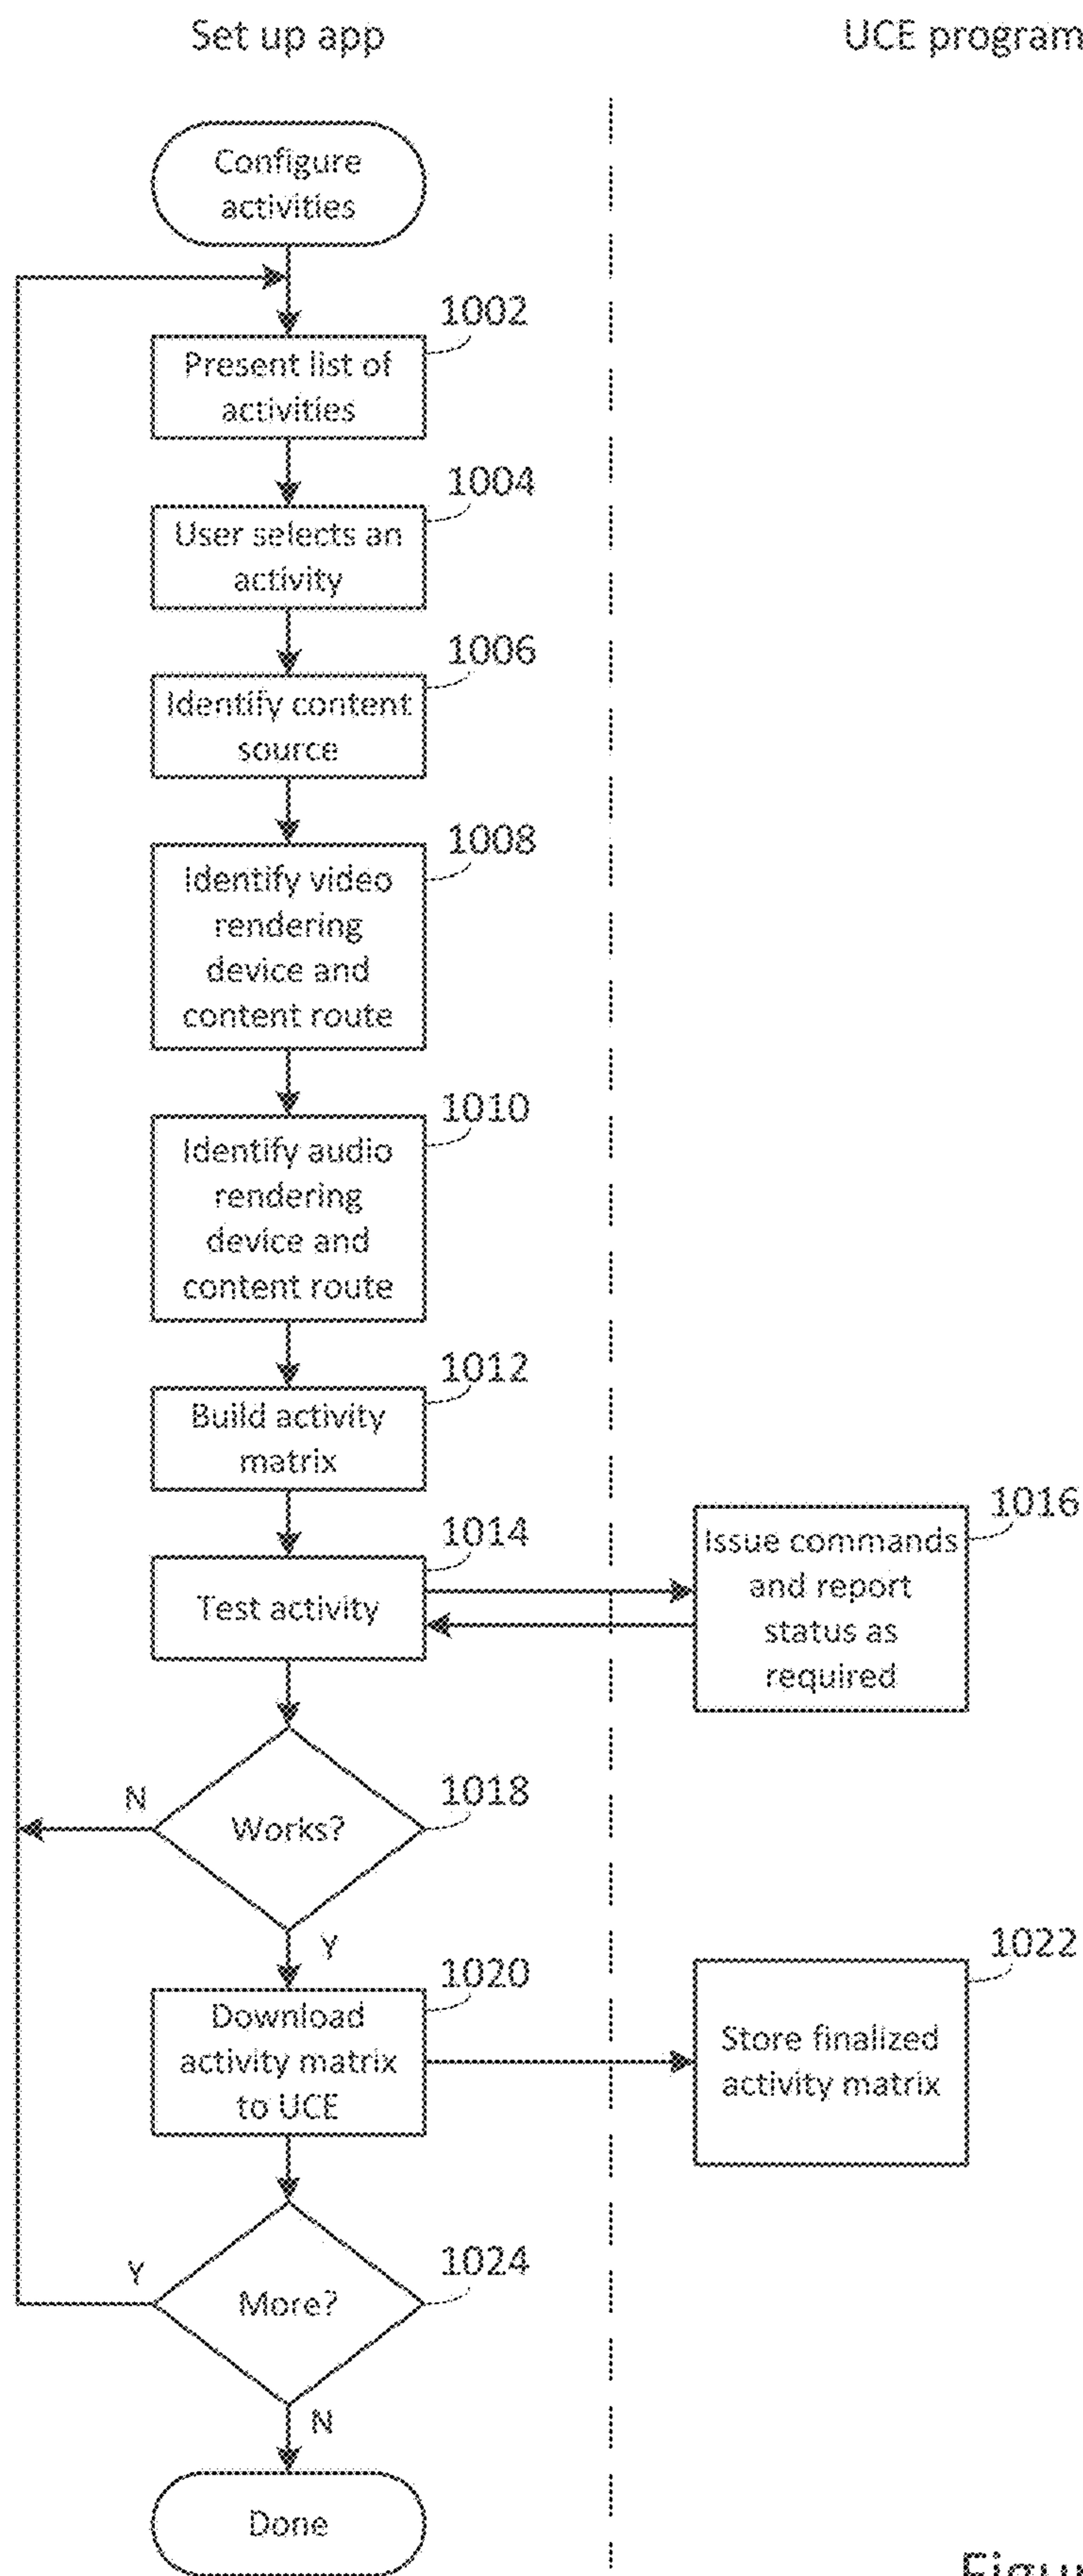 Set up app
UCE program
Configure
activities
1002
Present list of
activities
1004
User selects an
activity
1006
Identify content
source
1008
Identify video
rendering
device and
content route
1010
Identify audio
rendering
device and
content route
1012
Build activity
matrix
1014
Test activity
1016
Issue commands
and report
status as
required
1018
Works?
N
Y
1020
Download
activity matrix
to UCE
1022
Store finalized
activity matrix
1024
More?
Y
N
Done